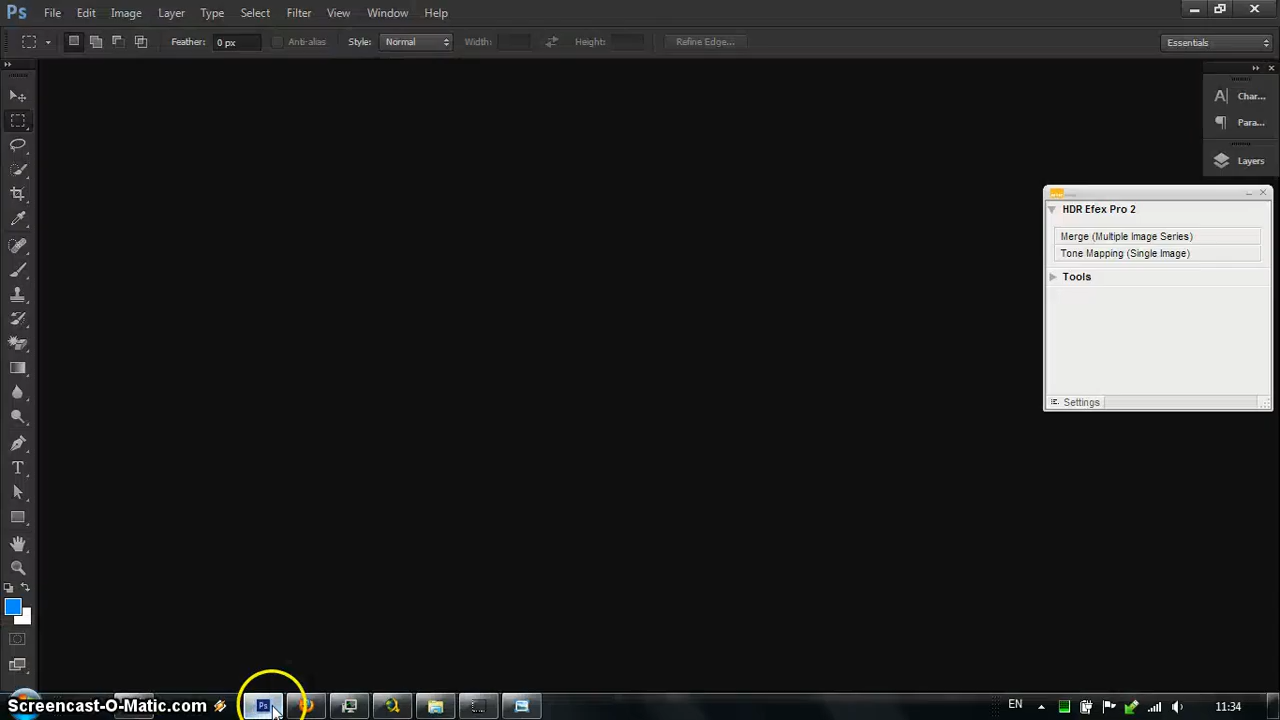 Ps File Edit Image Layer Type Select Filter View Window Help
Feather: 0 px Anti-alias Style: Normal Width: Height: Refine Edge... Essentials
A| Char...
Para...
Layers
HDR Efex Pro 2
Merge (Multiple Image Series)
Tone Mapping (Single Image)
Tools
Settings
T
Screencast-O-Matic.com Ps EN 11:34